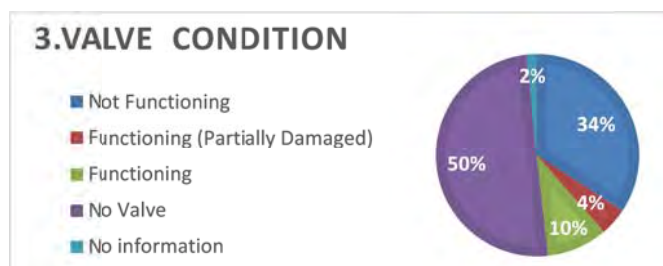 3.VALVE CONDITION
Not Functioning
Functioning (Partially Damaged)
Functioning
No Valve
No information
2%
34%
50%
4%
10%